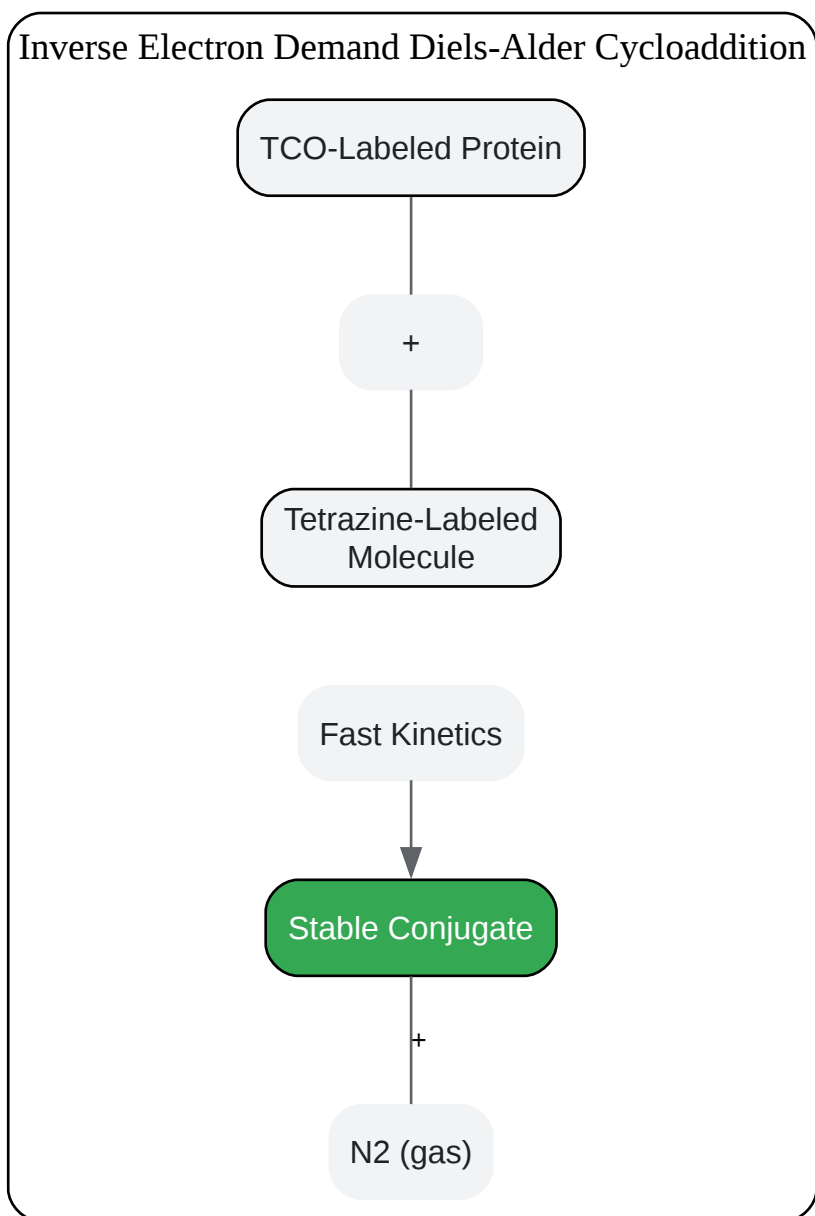 Inverse Electron Demand Diels-Alder Cycloaddition
TCO-Labeled Protein
+
Tetrazine-Labeled
Molecule
Fast Kinetics
Stable Conjugate
+
N2 (gas)